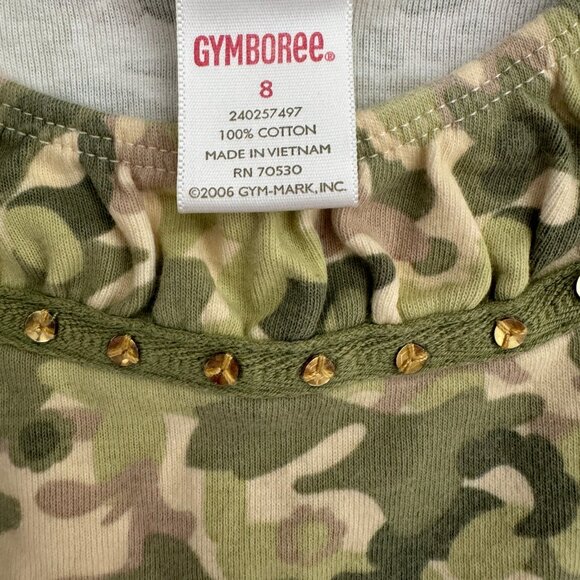 GYMBOREE®
8
240257497
100% COTTON
MADE IN VIETNAM
RN 70530
©2006 GYM-MARK, INC.